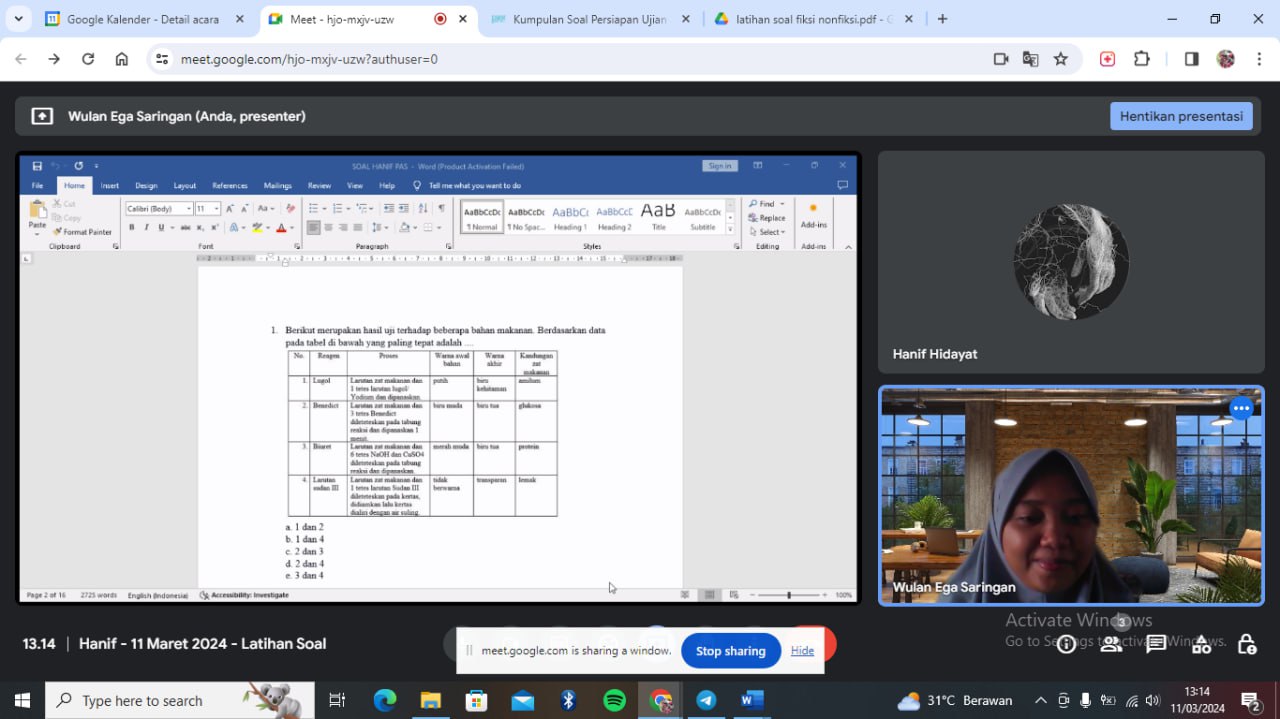 Google Kalender - Detail acara
Meet - hjo-mxjv-uzw
Kumpulan Soal Persiapan Ujian
latihan soal fiksi nonfiksi.pdf - G
meet.google.com/hjo-mxjv-uzw?authuser=0
Wulan Ega Saringan (Anda, presenter)
Hentikan presentasi
SOAL HANIF PAS - Word (Product Activation Failed)
Sign in
File Home Insert Design Layout References Mailings Review View Help Tell me what you want to do
Paste
Cut
Copy
Format Painter
Clipboard
Calibri (Body) 11
Font
Paragraph
AaBbCcDc AaBbCcDc AaBbCc AaBbCcC AaB AaBbCcDc
¶ Normal ¶ No Spac... Heading 1 Heading 2 Title Subtitle
Styles
Find
Replace
Select
Editing
Add-ins
Add-ins
1. Berikut merupakan hasil uji terhadap beberapa bahan makanan. Berdasarkan data
pada tabel di bawah yang paling tepat adalah ....
No. Reagen Proses Warna awal bahan Warna akhir Kandungan zat makanan
1. Lugol Larutan zat makanan dan 1 tetes larutan lugol/ Yodium dan dipanaskan. putih biru kehitaman amilum
2. Benedict Larutan zat makanan dan 3 tetes Benedict diteteskan pada tabung reaksi dan dipanaskan 1 menit. biru muda biru tua glukosa
3. Biuret Larutan zat makanan dan 6 tetes NaOH dan CuSO4 diteteskan pada tabung reaksi dan dipanaskan. merah muda biru tua protein
4. Larutan sudan III Larutan zat makanan dan 1 tetes larutan Sudan III diteteskan pada kertas, didiamkan lalu kertas dialiri dengan air suling. tidak berwarna transparan lemak
a. 1 dan 2
b. 1 dan 4
c. 2 dan 3
d. 2 dan 4
e. 3 dan 4
Page 2 of 16 2725 words English (Indonesia) Accessibility: Investigate 100%
Hanif Hidayat
Wulan Ega Saringan
Activate Windows
Go to Settings to activate Windows.
3
13.14 | Hanif - 11 Maret 2024 - Latihan Soal
meet.google.com is sharing a window.
Stop sharing
Hide
Type here to search
31°C Berawan
13:14
11/03/2024
2